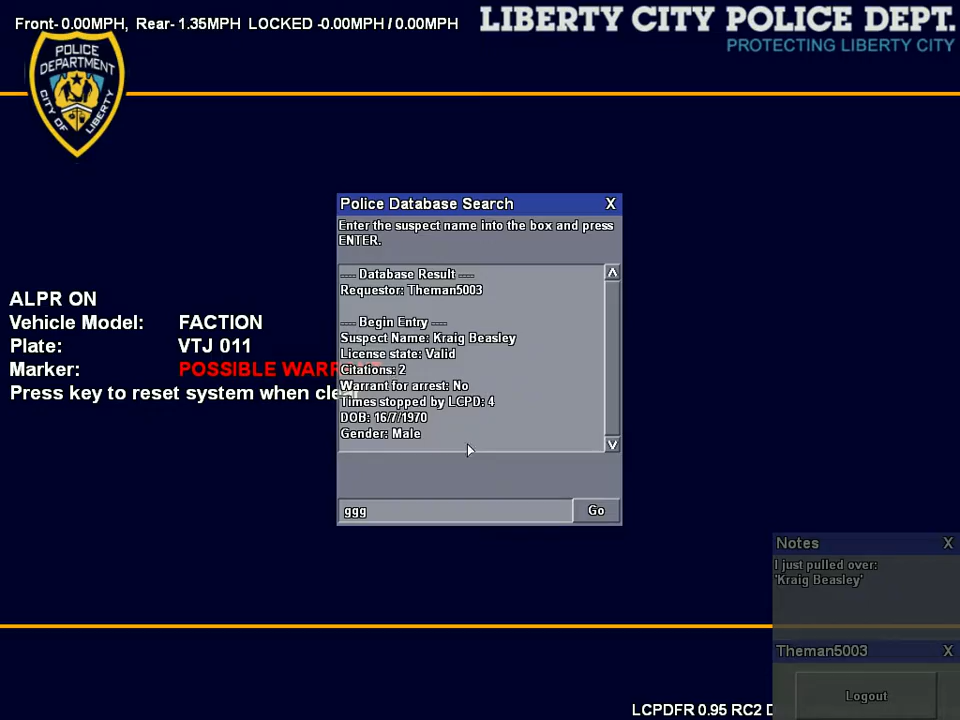 Front- 0.00MPH, Rear- 1.35MPH LOCKED -0.00MPH / 0.00MPH
LIBERTY CITY POLICE DEPT.
PROTECTING LIBERTY CITY
POLICE
DEPARTMENT
CITY OF LIBERTY
Police Database Search X
Enter the suspect name into the box and press
ENTER.
---- Database Result ----
Requestor: Theman5003
---- Begin Entry ----
Suspect Name: Kraig Beasley
License state: Valid
Citations: 2
Warrant for arrest: No
Times stopped by LCPD: 4
DOB: 16/7/1970
Gender: Male
ggg
Go
ALPR ON
Vehicle Model: FACTION
Plate: VTJ 011
Marker: POSSIBLE
Press key to reset system when clear
Notes X
I just pulled over:
'Kraig Beasley'
Theman5003 X
Logout
LCPDFR 0.95 RC2 D